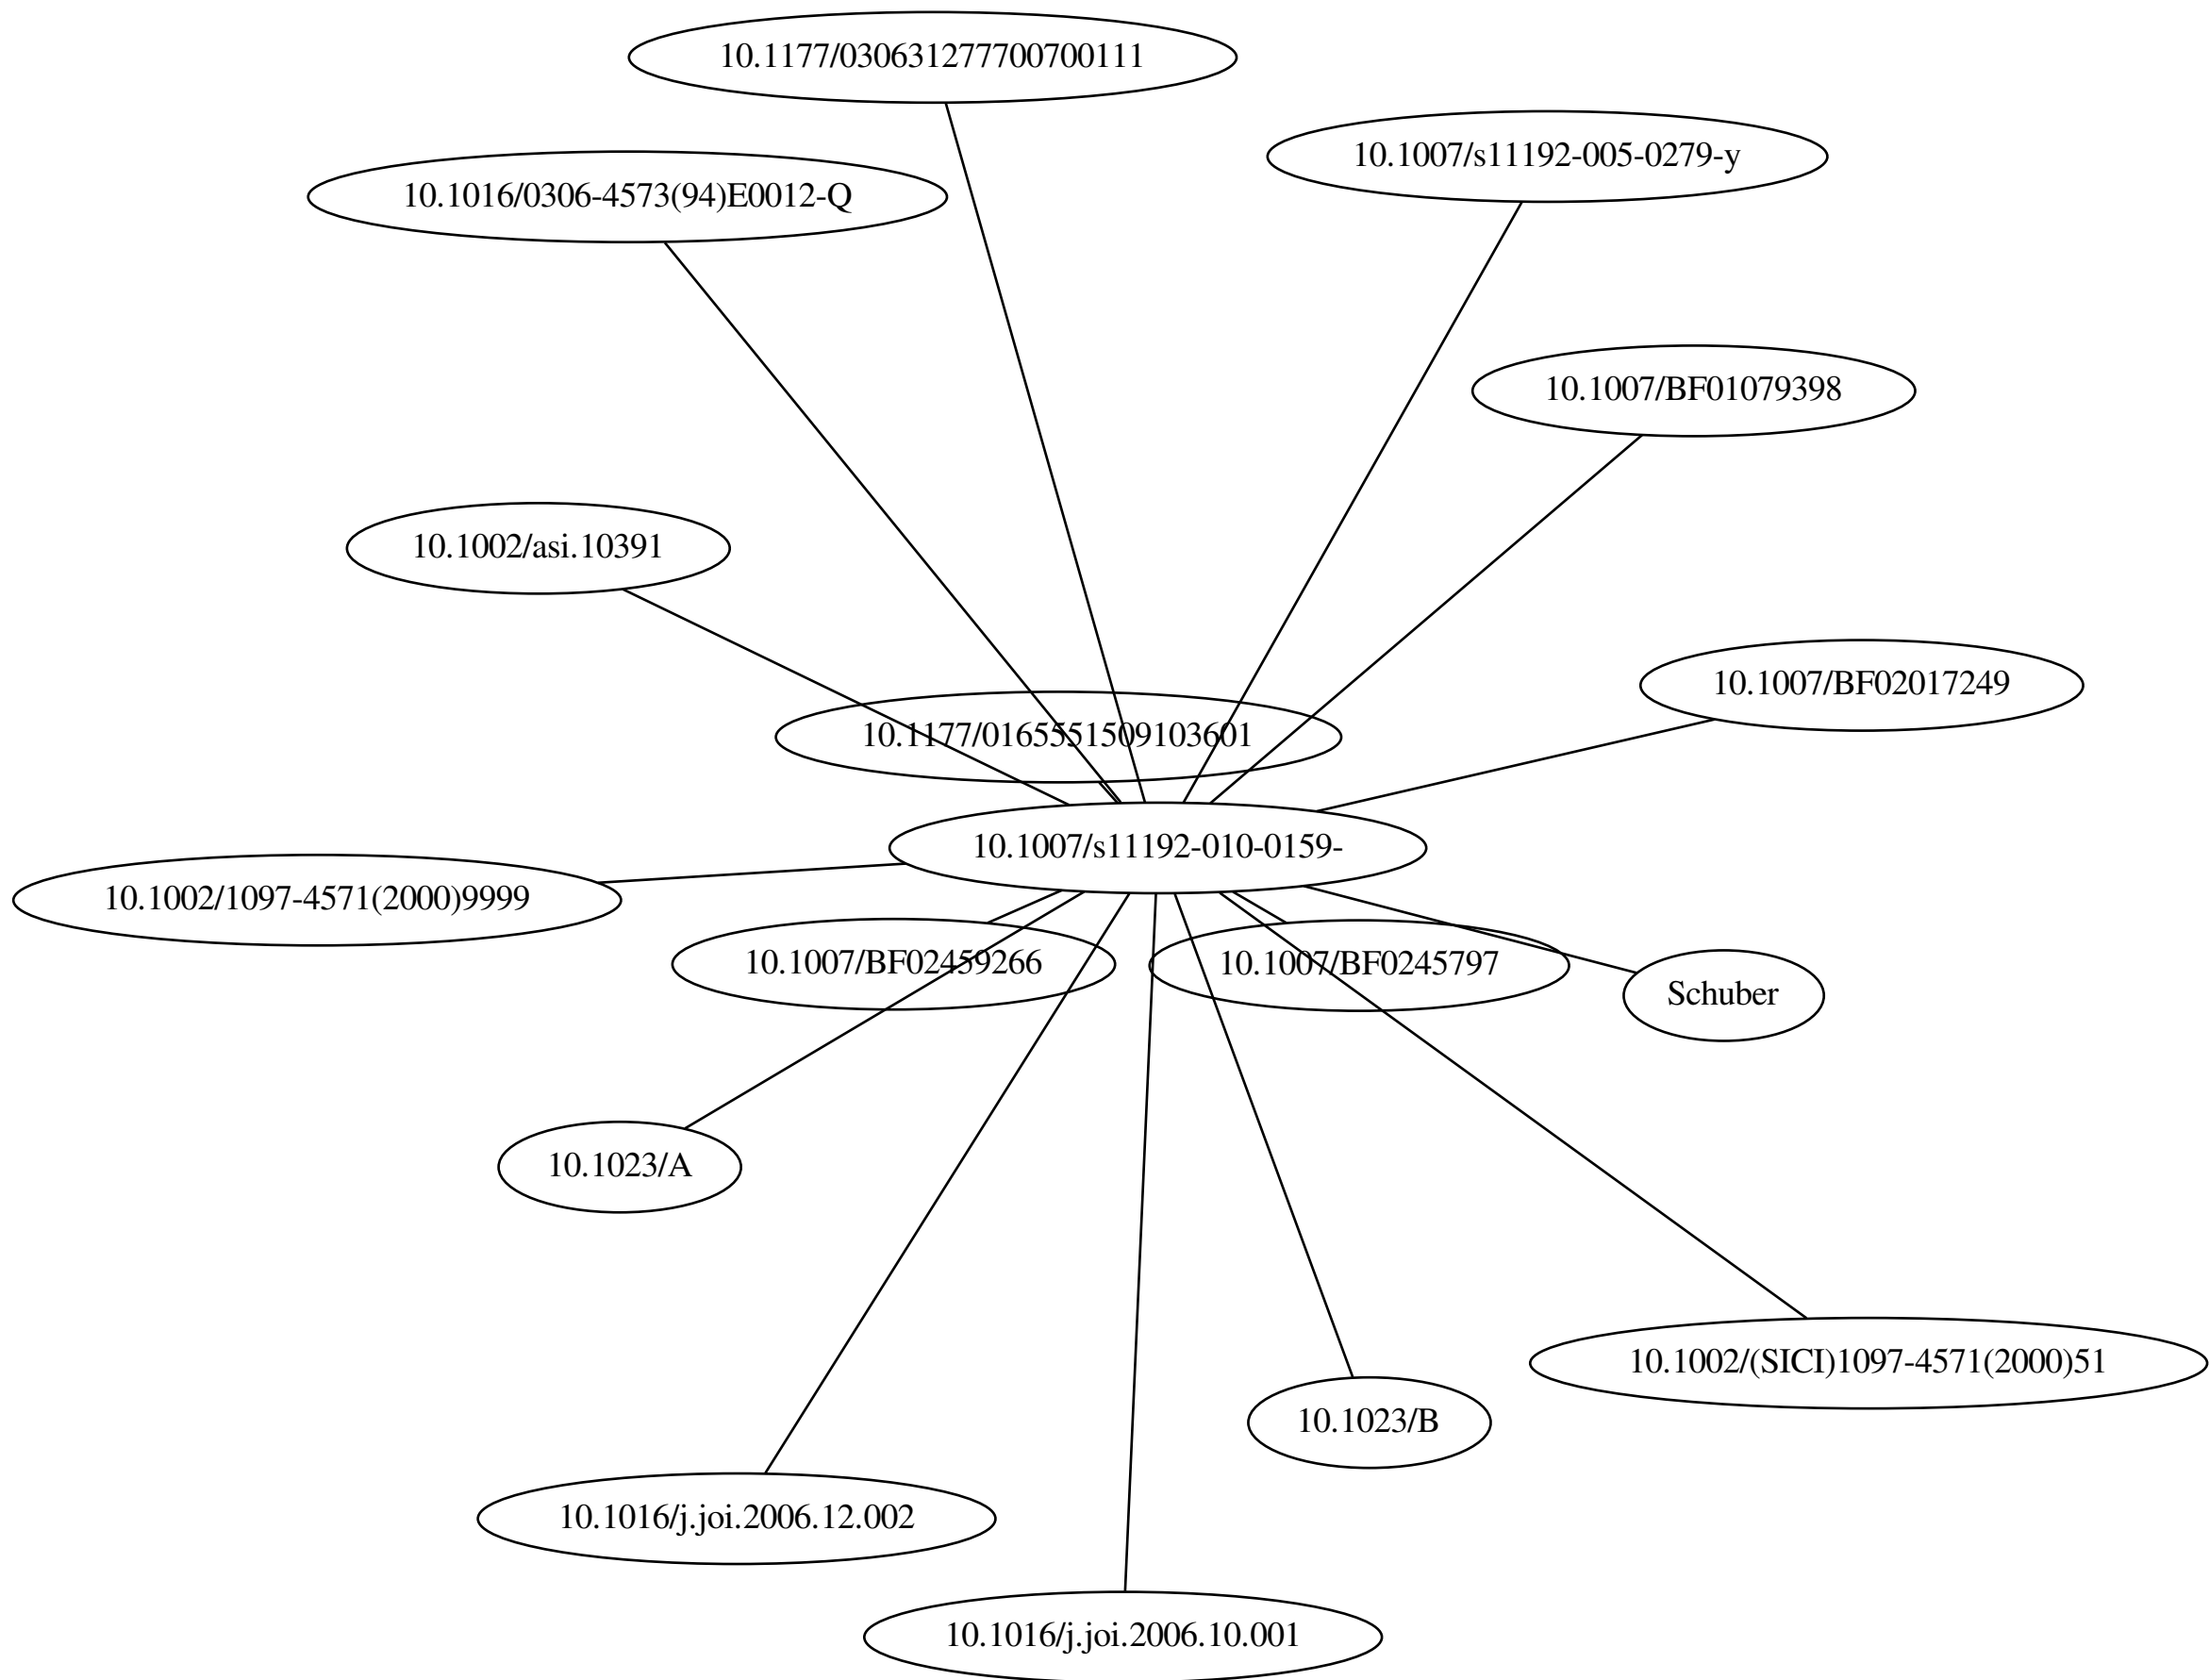 10.1177/030631277700700111
10.1007/s11192-005-0279-y
10.1016/0306-4573(94)E0012-Q
10.1007/BF01079398
10.1002/asi.10391
10.1007/BF02017249
10.1177/0165551509103601
10.1007/s11192-010-0159-
10.1002/1097-4571(2000)9999
10.1007/BF02459266
10.1007/BF0245797
Schuber
10.1023/A
10.1002/(SICI)1097-4571(2000)51
10.1023/B
10.1016/j.joi.2006.12.002
10.1016/j.joi.2006.10.001